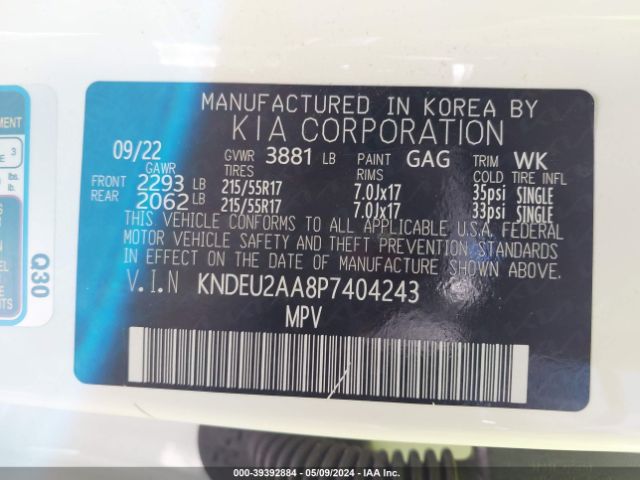 MANUFACTURED IN KOREA BY
KIA CORPORATION
09/22 GVWR 3881 LB PAINT GAG TRIM WK
GAWR TIRES RIMS COLD TIRE INFL
FRONT 2293 LB 215/55R17 7.0Jx17 35psi SINGLE
REAR 2062 LB 215/55R17 7.0Jx17 33psi SINGLE
THIS VEHICLE CONFORMS TO ALL APPLICABLE U.S.A. FEDERAL
MOTOR VEHICLE SAFETY AND THEFT PREVENTION STANDARDS
IN EFFECT ON THE DATE OF MANUFACTURE SHOWN ABOVE.
V.I.N KNDEU2AA8P7404243
MPV
Q30
000-39392884 - 05/09/2024 - IAA Inc.